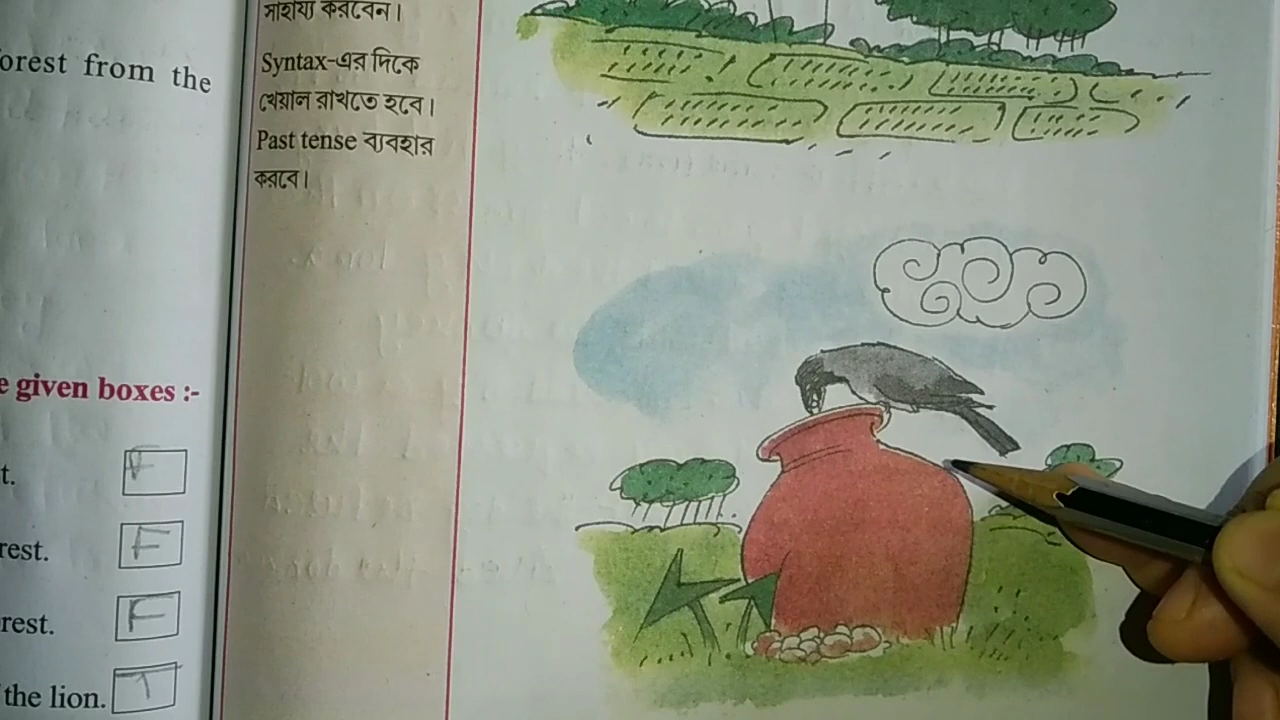 orest from the
e given boxes :-
t.
F
rest.
F
rest.
F
the lion.
T
সাহায্য করবেন।
Syntax-এর দিকে
খেয়াল রাখতে হবে।
Past tense ব্যবহার
করবে।